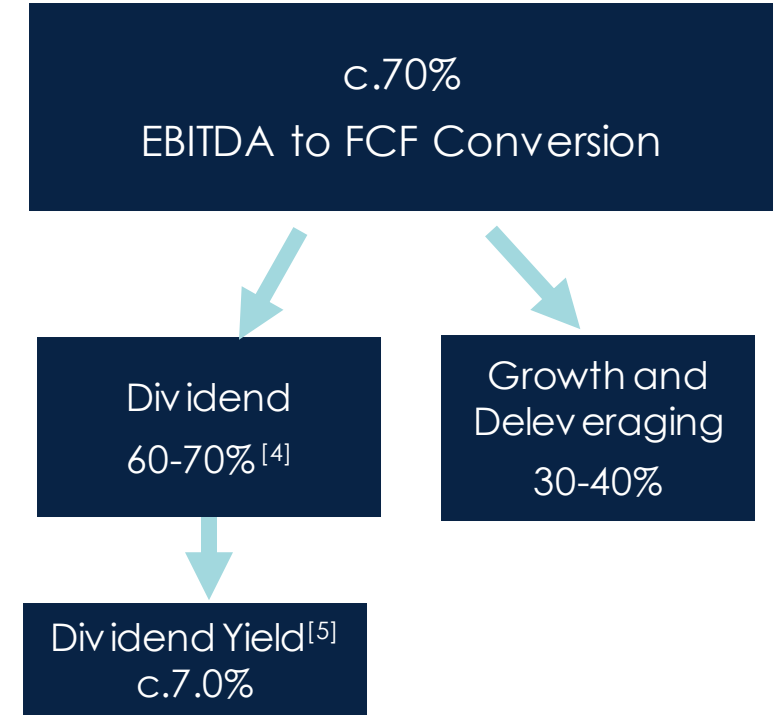 c.70%
EBITDA to FCF Conversion
Dividend
60-70% [4]
Growth and
Deleveraging
30-40%
Dividend Yield[5]
c.7.0%